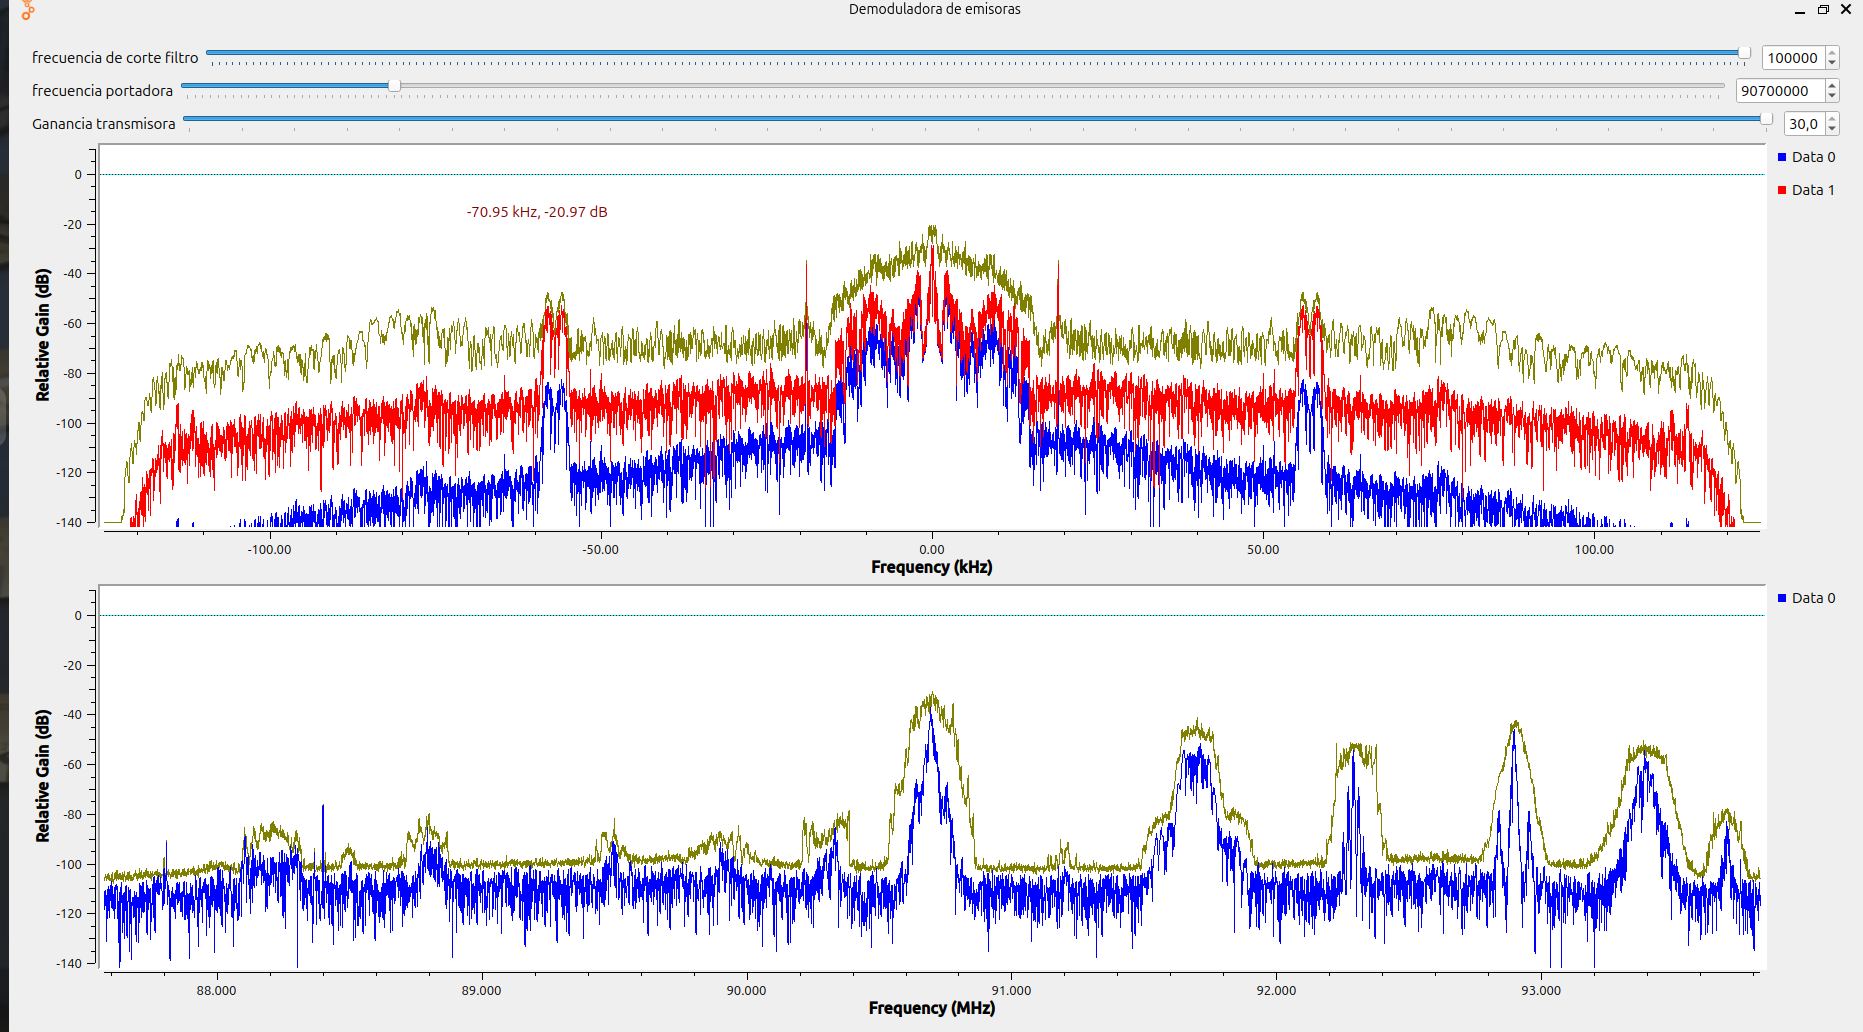 Demoduladora de emisoras
frecuencia de corte filtro 100000
frecuencia portadora 90700000
Ganancia transmisora 30,0
Data 0
Data 1
-70.95 kHz, -20.97 dB
Relative Gain (dB)
0
-20
-40
-60
-80
-100
-120
-140
-100.00 -50.00 0.00 50.00 100.00
Frequency (kHz)
Data 0
Relative Gain (dB)
0
-20
-40
-60
-80
-100
-120
-140
88.000 89.000 90.000 91.000 92.000 93.000
Frequency (MHz)